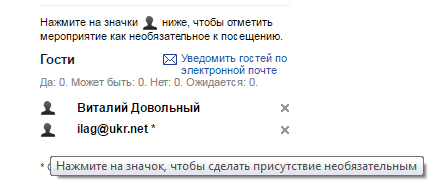 Нажмите на значки ниже, чтобы отметить
мероприятие как необязательное к посещению.
Гости
Уведомить гостей по
электронной почте
Да: 0. Может быть: 0. Нет: 0. Ожидается: 0.
Виталий Довольный
ilag@ukr.net *
*
Нажмите на значок, чтобы сделать присутствие необязательным